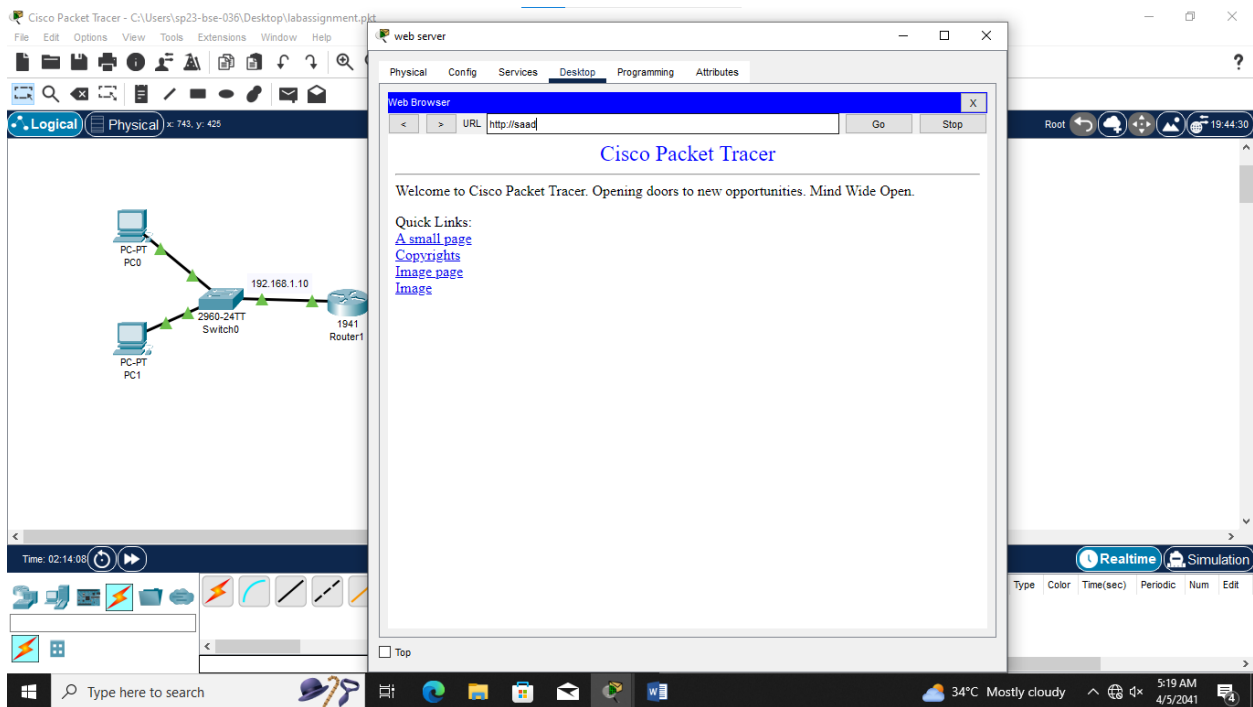 Cisco Packet Tracer - C:\Users\sp23-bse-036\Desktop\labassignment.pkt
File Edit Options View Tools Extensions Window Help
web server
Physical Config Services Desktop Programming Attributes
Web Browser X
< > URL http://saad Go Stop
Logical Physical x: 743, y: 425
Root 19:44:30
Cisco Packet Tracer
Welcome to Cisco Packet Tracer. Opening doors to new opportunities. Mind Wide Open.
Quick Links:
A small page
Copyrights
Image page
Image
PC-PT
PC0
192.168.1.10
2960-24TT
Switch0
1941
Router1
PC-PT
PC1
Time: 02:14:08
Realtime Simulation
Type Color Time(sec) Periodic Num Edit
Top
Type here to search
34°C Mostly cloudy
5:19 AM
4/5/2041
4